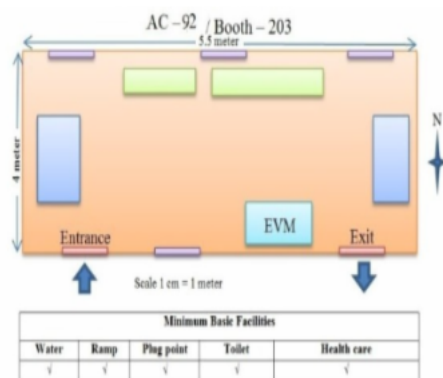 AC – 92 / Booth – 203
5.5 meter
4 meter
N
EVM
Entrance
Exit
Scale 1 cm = 1 meter
Minimum Basic Facilities
Water Ramp Plug point Toilet Health care
√ √ √ √ √